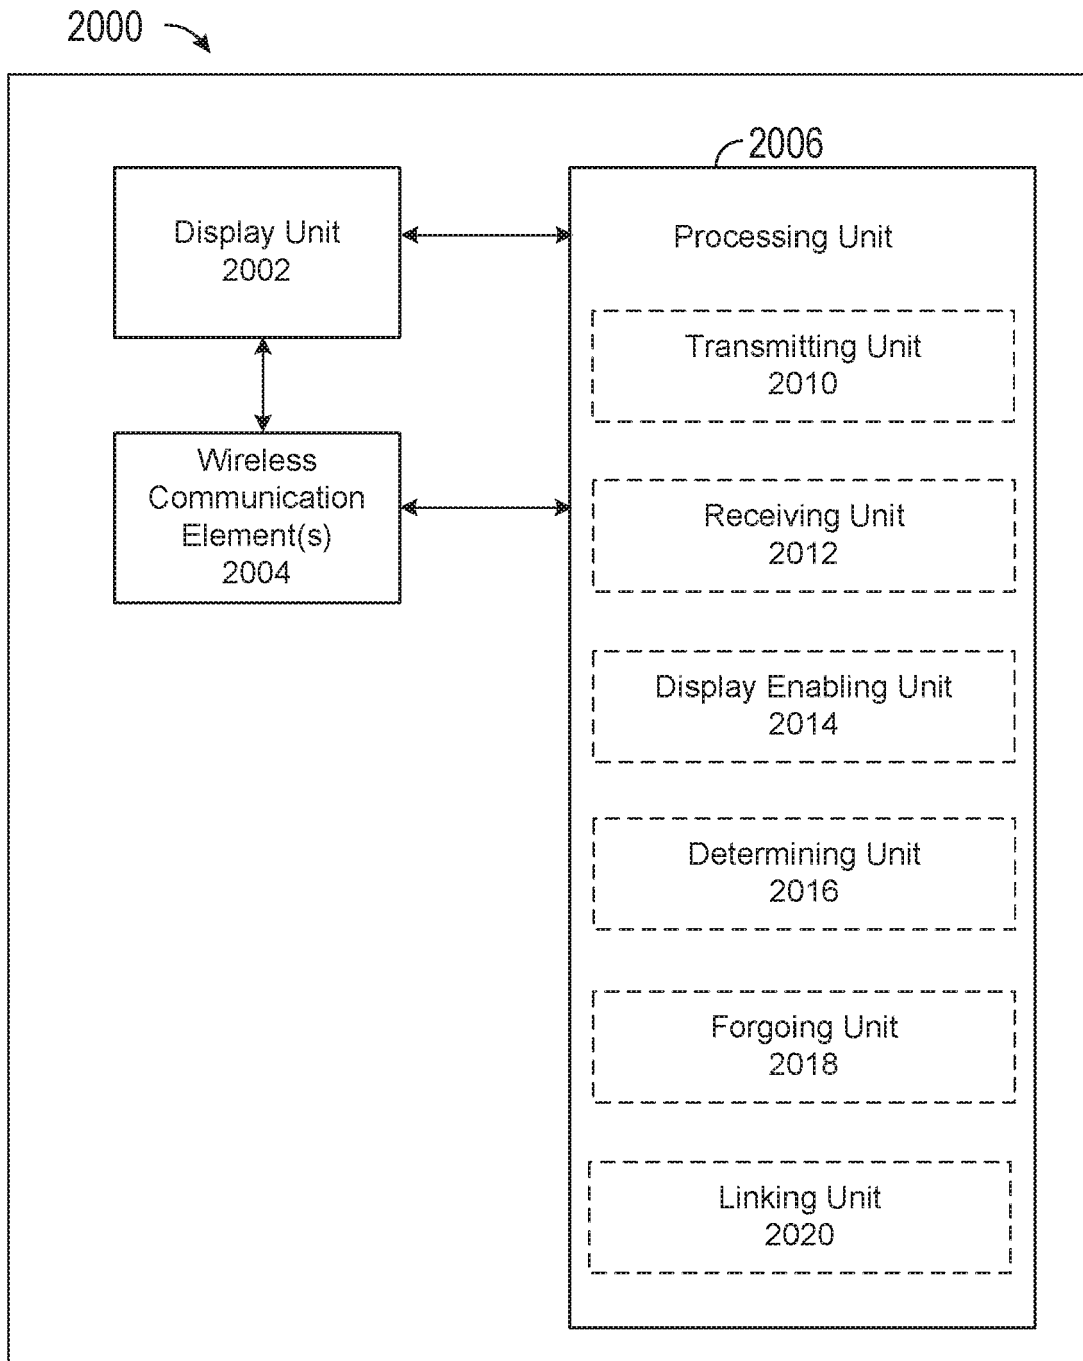 2000
2006
Display Unit
2002
Processing Unit
Transmitting Unit
2010
Wireless
Communication
Element(s)
2004
Receiving Unit
2012
Display Enabling Unit
2014
Determining Unit
2016
Forgoing Unit
2018
Linking Unit
2020